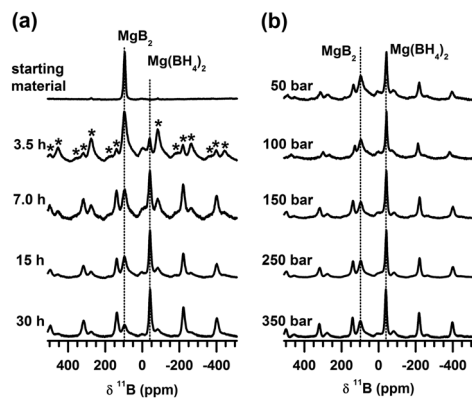 (a)
MgB2
Mg(BH4)2
starting
material
3.5 h
* * * * * * * * * * * * * *
7.0 h
15 h
30 h
400 200 0 -200 -400
δ 11B (ppm)
(b)
MgB2
Mg(BH4)2
50 bar
100 bar
150 bar
250 bar
350 bar
400 200 0 -200 -400
δ 11B (ppm)